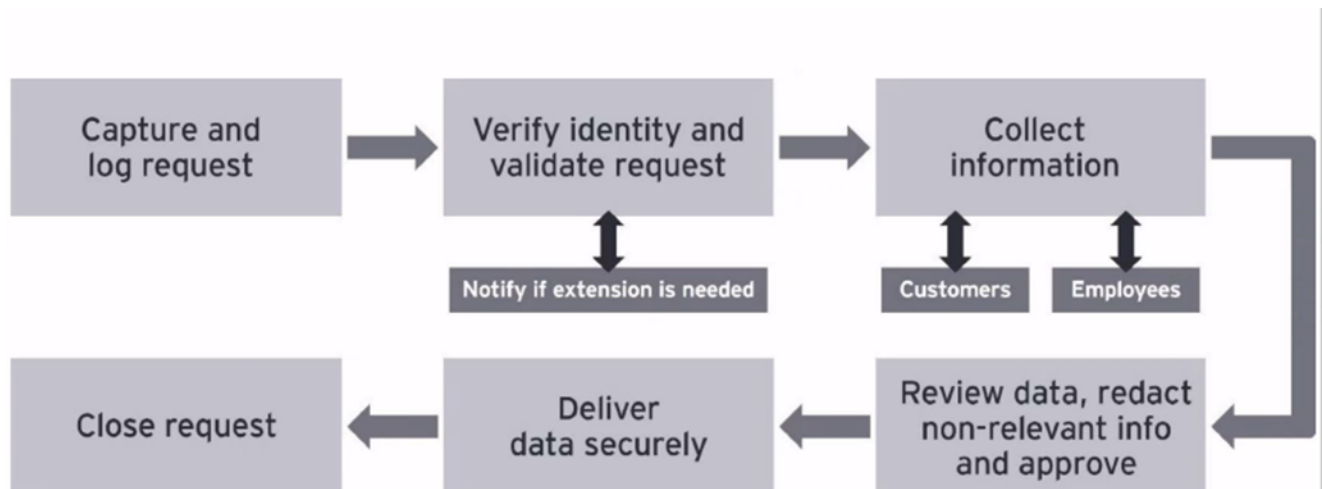 Capture and
log request
Verify identity and
validate request
Collect
information
Notify if extension is needed
Customers
Employees
Review data, redact
non-relevant info
and approve
Deliver
data securely
Close request